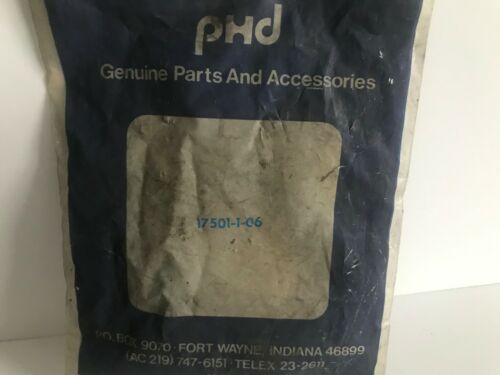 pHd
Genuine Parts And Accessories
17501-1-06
P.O. BOX 9070 · FORT WAYNE, INDIANA 46899
(AC 219) 747-6151 · TELEX 23-2611